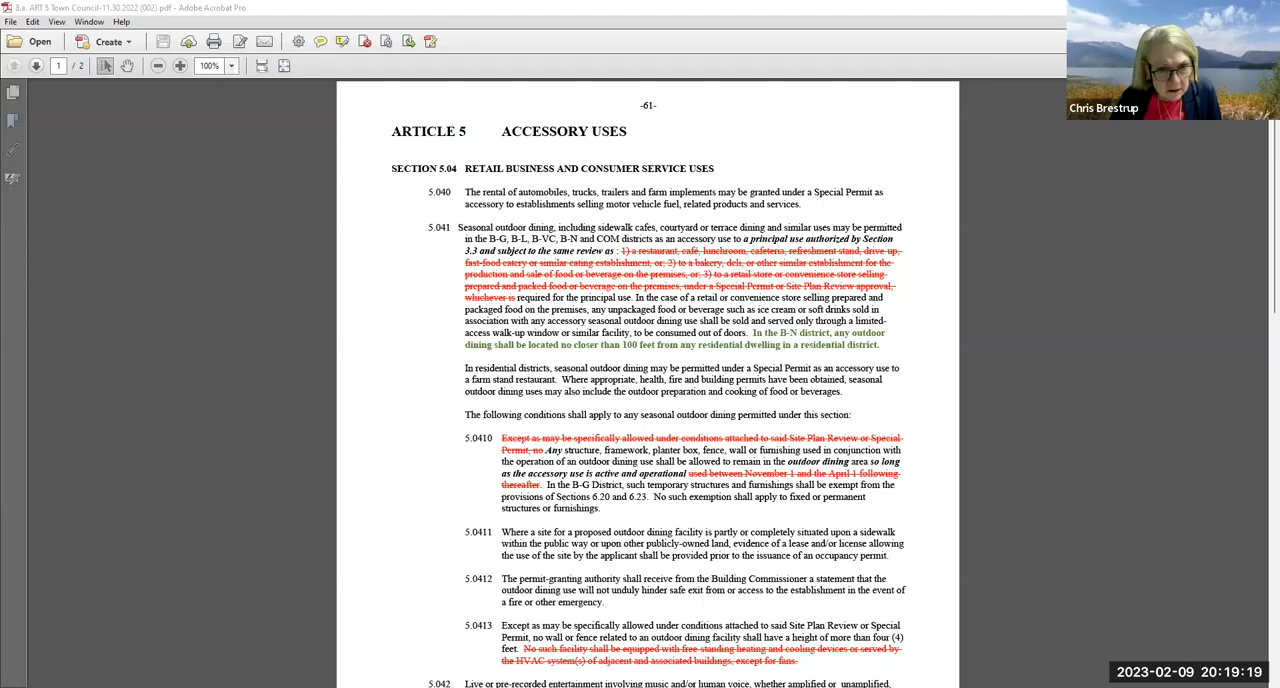 8.a. ART 5 Town Council-11.30.2022 (002).pdf - Adobe Acrobat Pro
File Edit View Window Help
Open Create
1 / 2 100%
Chris Brestrup
-61-
ARTICLE 5 ACCESSORY USES
SECTION 5.04 RETAIL BUSINESS AND CONSUMER SERVICE USES
5.040 The rental of automobiles, trucks, trailers and farm implements may be granted under a Special Permit as
accessory to establishments selling motor vehicle fuel, related products and services.
5.041 Seasonal outdoor dining, including sidewalk cafes, courtyard or terrace dining and similar uses may be permitted
in the B-G, B-L, B-VC, B-N and COM districts as an accessory use to a principal use authorized by Section
3.3 and subject to the same review as : 1) a restaurant, café, lunchroom, cafeteria, refreshment stand, drive-up,
fast-food eatery or similar eating establishment, or; 2) to a bakery, deli, or other similar establishment for the
production and sale of food or beverage on the premises, or; 3) to a retail store or convenience store selling
prepared and packed food or beverage on the premises, under a Special Permit or Site Plan Review approval,
whichever is required for the principal use. In the case of a retail or convenience store selling prepared and
packaged food on the premises, any unpackaged food or beverage such as ice cream or soft drinks sold in
association with any accessory seasonal outdoor dining use shall be sold and served only through a limited-
access walk-up window or similar facility, to be consumed out of doors. In the B-N district, any outdoor
dining shall be located no closer than 100 feet from any residential dwelling in a residential district.
In residential districts, seasonal outdoor dining may be permitted under a Special Permit as an accessory use to
a farm stand restaurant. Where appropriate, health, fire and building permits have been obtained, seasonal
outdoor dining uses may also include the outdoor preparation and cooking of food or beverages.
The following conditions shall apply to any seasonal outdoor dining permitted under this section:
5.0410 Except as may be specifically allowed under conditions attached to said Site Plan Review or Special
Permit, no Any structure, framework, planter box, fence, wall or furnishing used in conjunction with
the operation of an outdoor dining use shall be allowed to remain in the outdoor dining area so long
as the accessory use is active and operational used between November 1 and the April 1 following
thereafter. In the B-G District, such temporary structures and furnishings shall be exempt from the
provisions of Sections 6.20 and 6.23. No such exemption shall apply to fixed or permanent
structures or furnishings.
5.0411 Where a site for a proposed outdoor dining facility is partly or completely situated upon a sidewalk
within the public way or upon other publicly-owned land, evidence of a lease and/or license allowing
the use of the site by the applicant shall be provided prior to the issuance of an occupancy permit.
5.0412 The permit-granting authority shall receive from the Building Commissioner a statement that the
outdoor dining use will not unduly hinder safe exit from or access to the establishment in the event of
a fire or other emergency.
5.0413 Except as may be specifically allowed under conditions attached to said Site Plan Review or Special
Permit, no wall or fence related to an outdoor dining facility shall have a height of more than four (4)
feet. No such facility shall be equipped with free-standing heating and cooling devices or served by
the HVAC system(s) of adjacent and associated buildings, except for fans.
5.042 Live or pre-recorded entertainment involving music and/or human voice, whether amplified or unamplified,
2023-02-09 20:19:19